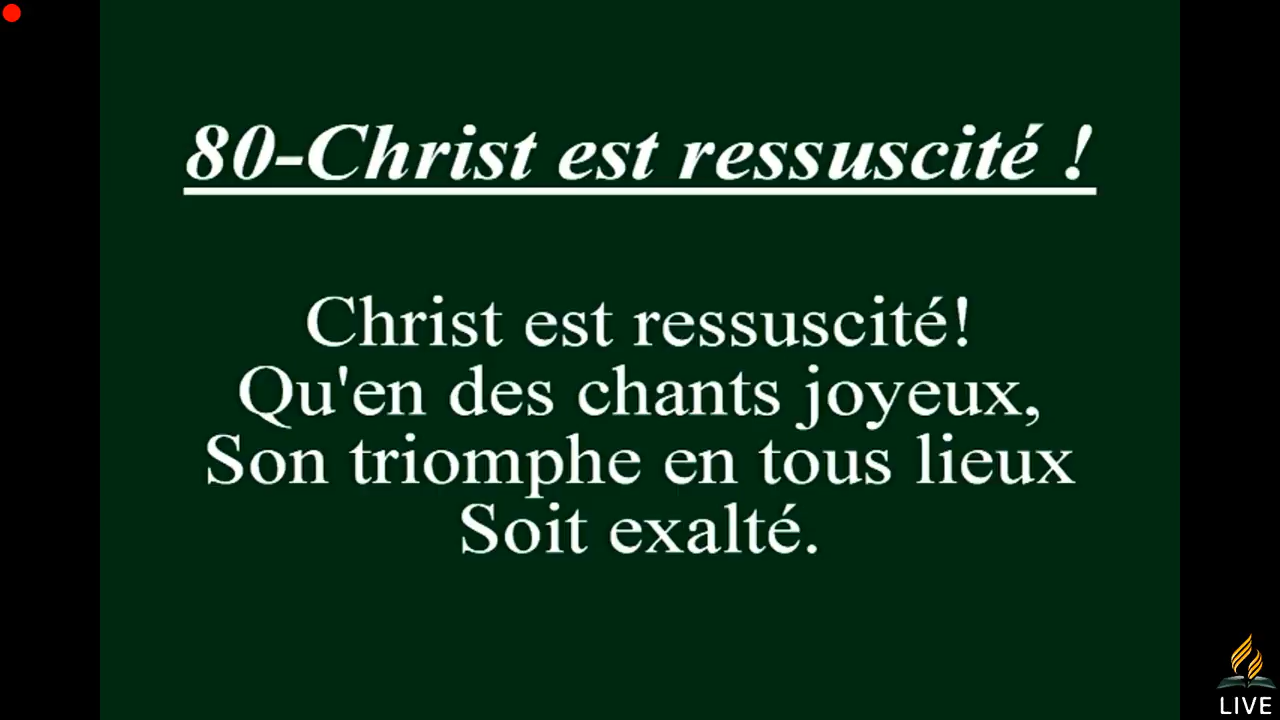 80-Christ est ressuscité !
Christ est ressuscité!
Qu'en des chants joyeux,
Son triomphe en tous lieux
Soit exalté.
LIVE